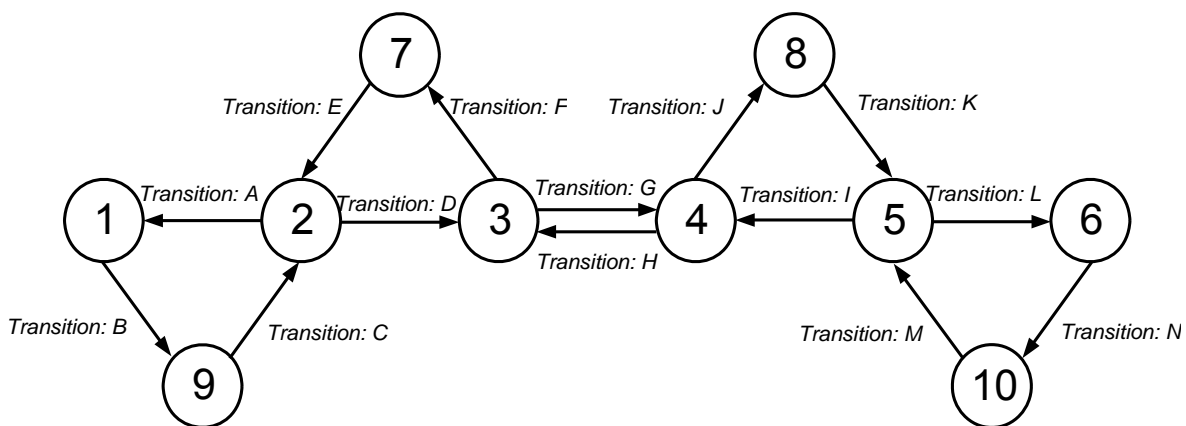 7
8
Transition: E
Transition: F
Transition: J
Transition: K
1
Transition: A
2
Transition: D
3
Transition: G
4
Transition: I
5
Transition: L
6
Transition: H
Transition: B
Transition: C
Transition: M
Transition: N
9
10